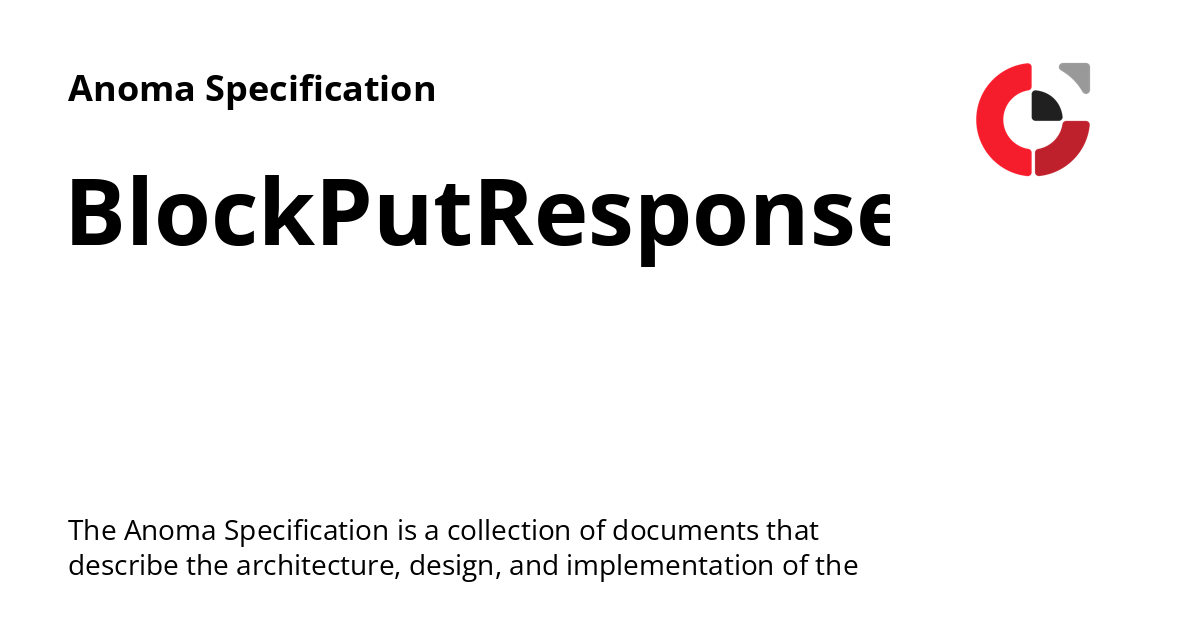 Anoma Specification
BlockPutResponse
The Anoma Specification is a collection of documents that
describe the architecture, design, and implementation of the